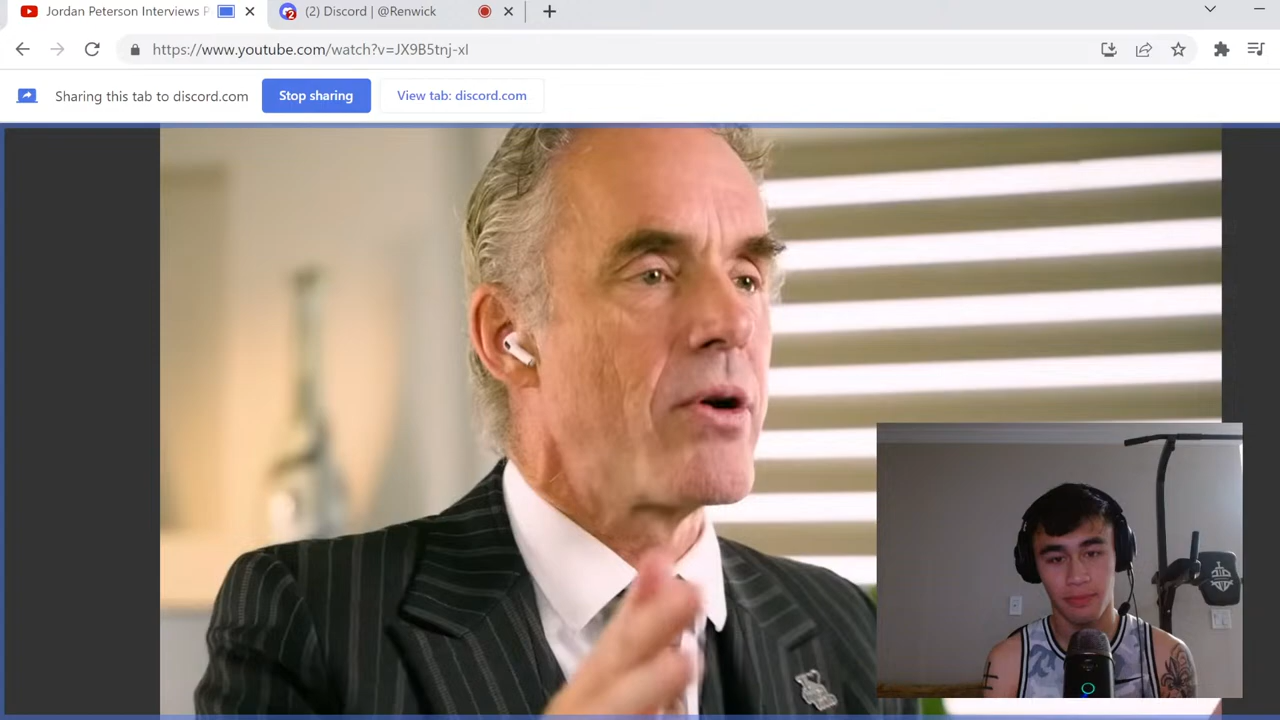 Jordan Peterson Interviews P
(2) Discord | @Renwick
https://www.youtube.com/watch?v=JX9B5tnj-xI
Sharing this tab to discord.com
Stop sharing
View tab: discord.com